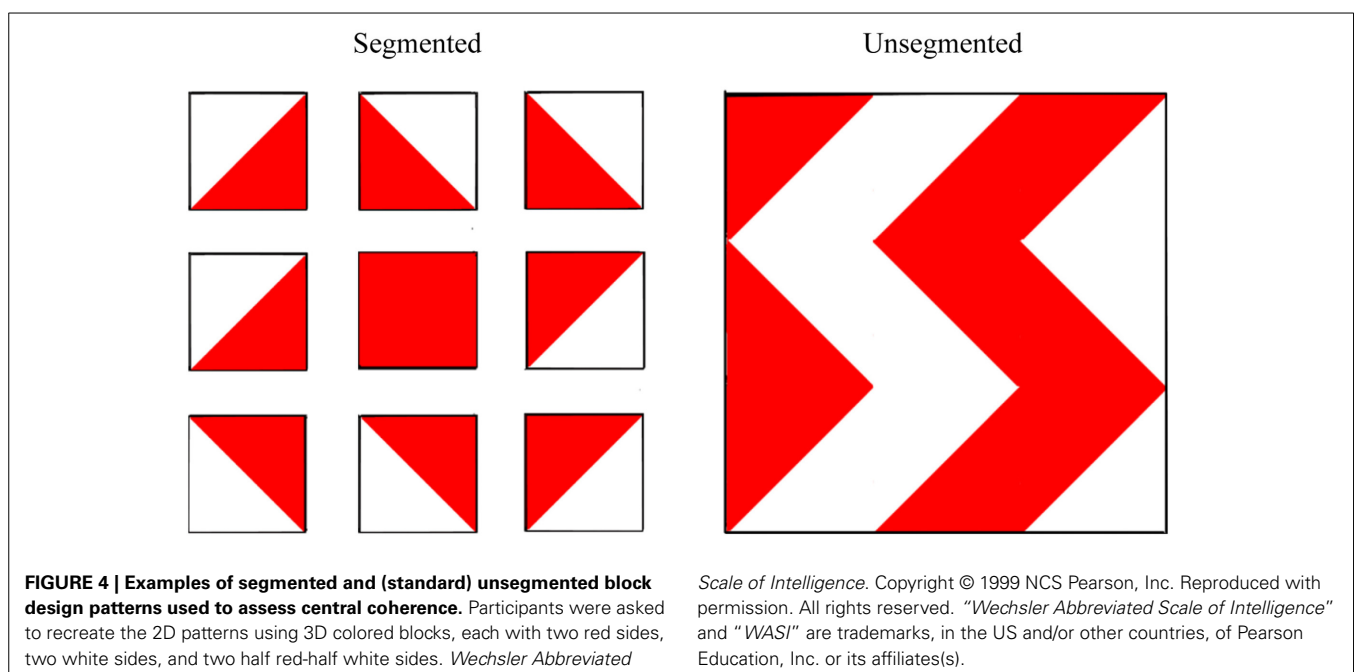 Segmented
Unsegmented
FIGURE 4 | Examples of segmented and (standard) unsegmented block
design patterns used to assess central coherence. Participants were asked
to recreate the 2D patterns using 3D colored blocks, each with two red sides,
two white sides, and two half red-half white sides. Wechsler Abbreviated
Scale of Intelligence. Copyright © 1999 NCS Pearson, Inc. Reproduced with
permission. All rights reserved. “Wechsler Abbreviated Scale of Intelligence”
and “WASI” are trademarks, in the US and/or other countries, of Pearson
Education, Inc. or its affiliates(s).